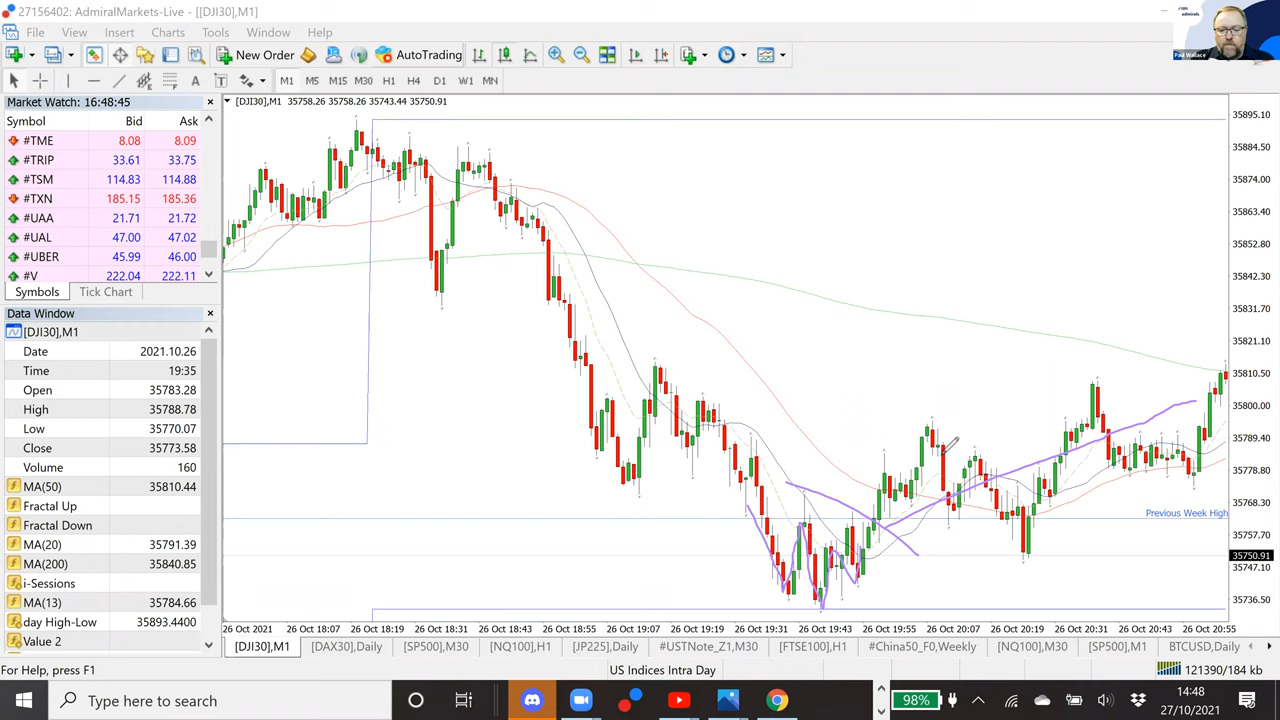 27156402: AdmiralMarkets-Live - [[DJI30],M1]
admirals
Paul Wallace
File View Insert Charts Tools Window Help
New Order AutoTrading
A T M1 M5 M15 M30 H1 H4 D1 W1 MN
Market Watch: 16:48:45
Symbol Bid Ask
#TME 8.08 8.09
#TRIP 33.61 33.75
#TSM 114.83 114.88
#TXN 185.15 185.36
#UAA 21.71 21.72
#UAL 47.00 47.02
#UBER 45.99 46.00
#V 222.04 222.11
Symbols Tick Chart
Data Window
[DJI30],M1
Date 2021.10.26
Time 19:35
Open 35783.28
High 35788.78
Low 35770.07
Close 35773.58
Volume 160
MA(50) 35810.44
Fractal Up
Fractal Down
MA(20) 35791.39
MA(200) 35840.85
i-Sessions
MA(13) 35784.66
day High-Low 35893.4400
Value 2
[DJI30],M1 35758.26 35758.26 35743.44 35750.91
35895.10
35884.50
35874.00
35863.40
35852.80
35842.30
35831.70
35821.10
35810.50
35800.00
35789.40
35778.80
35768.30
35757.70
35750.91
35747.10
35736.50
Previous Week High
26 Oct 2021 26 Oct 18:07 26 Oct 18:19 26 Oct 18:31 26 Oct 18:43 26 Oct 18:55 26 Oct 19:07 26 Oct 19:19 26 Oct 19:31 26 Oct 19:43 26 Oct 19:55 26 Oct 20:07 26 Oct 20:19 26 Oct 20:31 26 Oct 20:43 26 Oct 20:55
[DJI30],M1 [DAX30],Daily [SP500],M30 [NQ100],H1 [JP225],Daily #USTNote_Z1,M30 [FTSE100],H1 #China50_F0,Weekly [NQ100],M30 [SP500],M1 BTCUSD,Daily
For Help, press F1 US Indices Intra Day 121390/184 kb
Type here to search 98% 14:48
27/10/2021